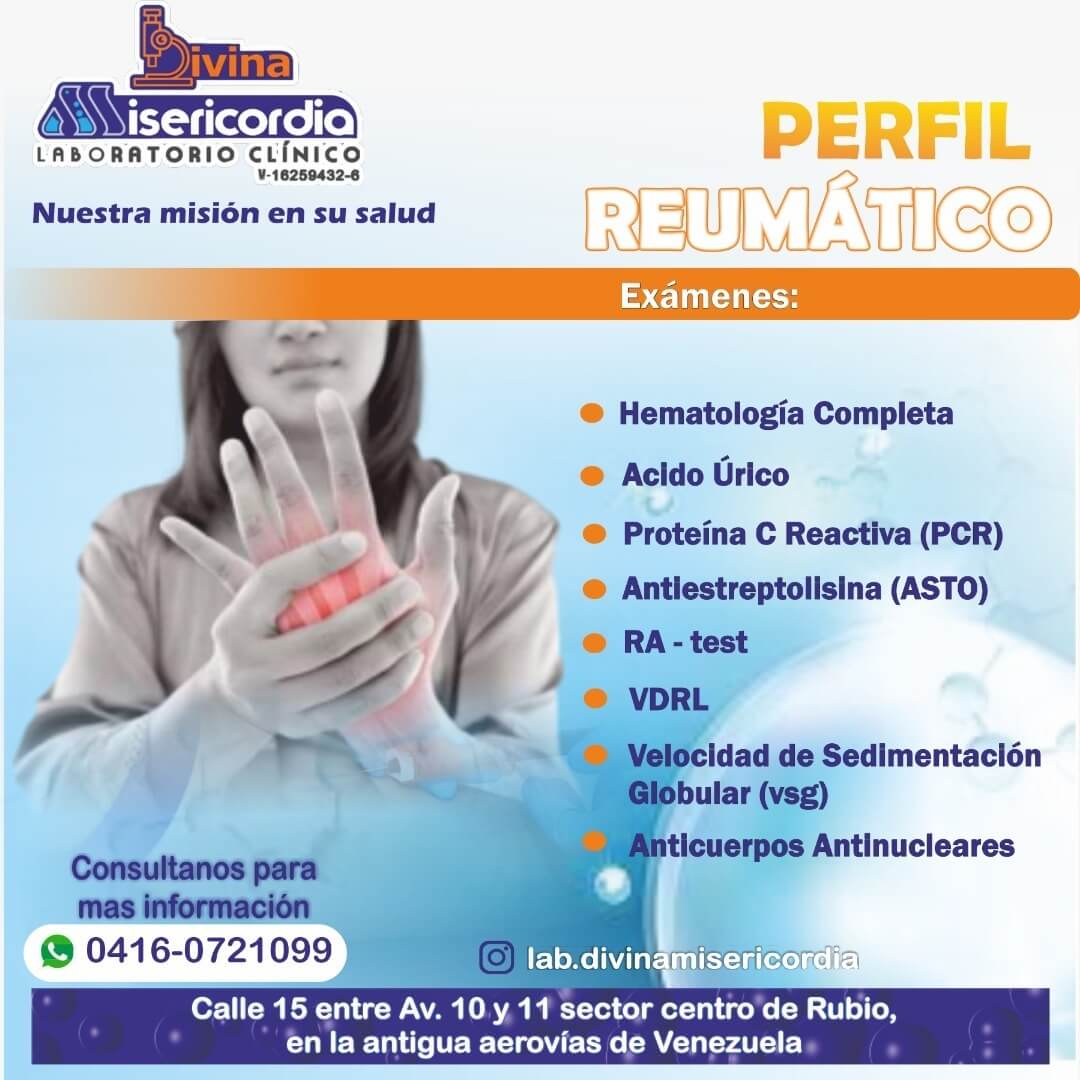 Divina
Misericordia
LABORATORIO CLÍNICO
V-16259432-6
Nuestra misión en su salud
PERFIL
REUMÁTICO
Exámenes:
Hematología Completa
Acido Úrico
Proteína C Reactiva (PCR)
Antiestreptolisina (ASTO)
RA - test
VDRL
Velocidad de Sedimentación
Globular (vsg)
Anticuerpos Antinucleares
Consultanos para
mas información
0416-0721099
lab.divinamisericordia
Calle 15 entre Av. 10 y 11 sector centro de Rubio,
en la antigua aerovías de Venezuela